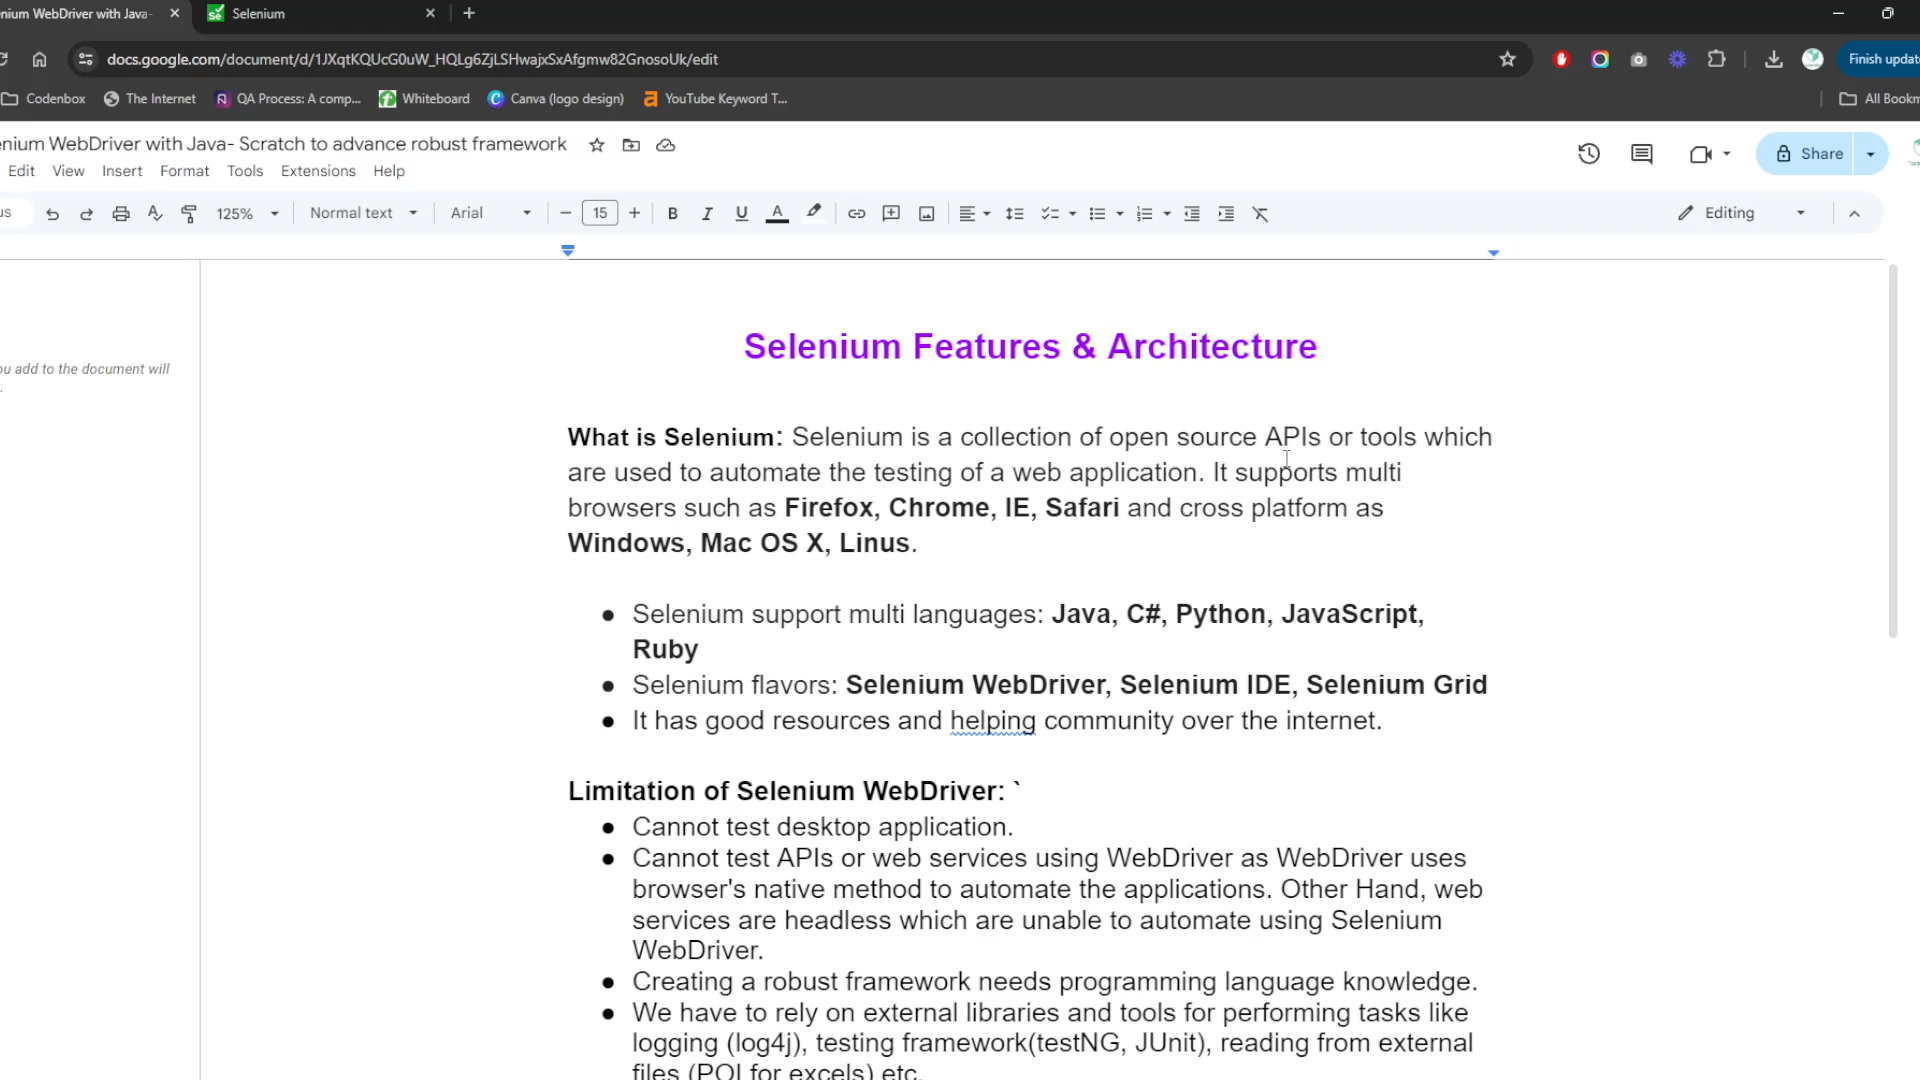 nium WebDriver with Java-
Selenium
docs.google.com/document/d/1JXqtKQUcG0uW_HQLg6ZjLSHwajxSxAfgmw82GnosoUk/edit
Finish updat
Codenbox
The Internet
QA Process: A comp...
Whiteboard
Canva (logo design)
YouTube Keyword T...
All Bookm
enium WebDriver with Java- Scratch to advance robust framework
Edit View Insert Format Tools Extensions Help
Share
us
125%
Normal text
Arial
15
Editing
ou add to the document will
Selenium Features & Architecture
What is Selenium: Selenium is a collection of open source APIs or tools which
are used to automate the testing of a web application. It supports multi
browsers such as Firefox, Chrome, IE, Safari and cross platform as
Windows, Mac OS X, Linus.
● Selenium support multi languages: Java, C#, Python, JavaScript,
Ruby
● Selenium flavors: Selenium WebDriver, Selenium IDE, Selenium Grid
● It has good resources and helping community over the internet.
Limitation of Selenium WebDriver: `
● Cannot test desktop application.
● Cannot test APIs or web services using WebDriver as WebDriver uses
browser's native method to automate the applications. Other Hand, web
services are headless which are unable to automate using Selenium
WebDriver.
● Creating a robust framework needs programming language knowledge.
● We have to rely on external libraries and tools for performing tasks like
logging (log4j), testing framework(testNG, JUnit), reading from external
files (POI for excels) etc.